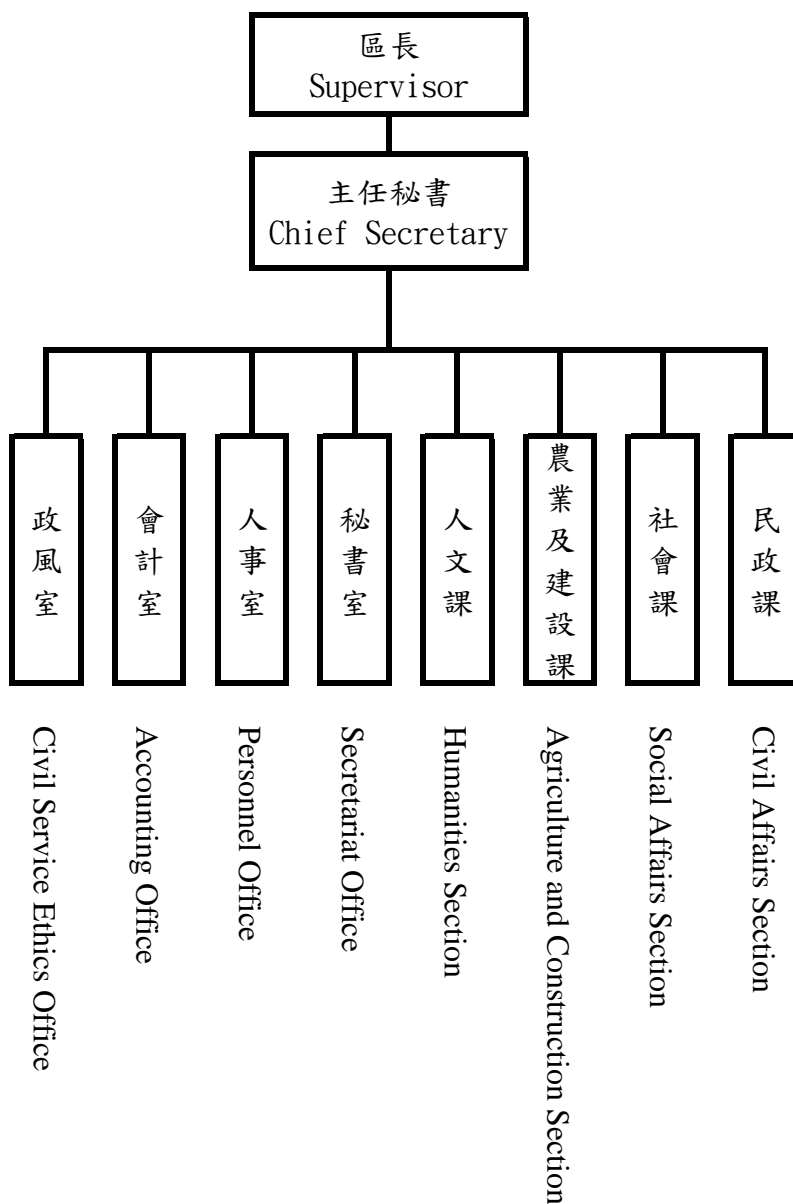 區長
Supervisor
主任秘書
Chief Secretary
政風室
會計室
人事室
秘書室
人文課
農業及建設課
社會課
民政課
Civil Service Ethics Office
Accounting Office
Personnel Office
Secretariat Office
Humanities Section
Agriculture and Construction Section
Social Affairs Section
Civil Affairs Section